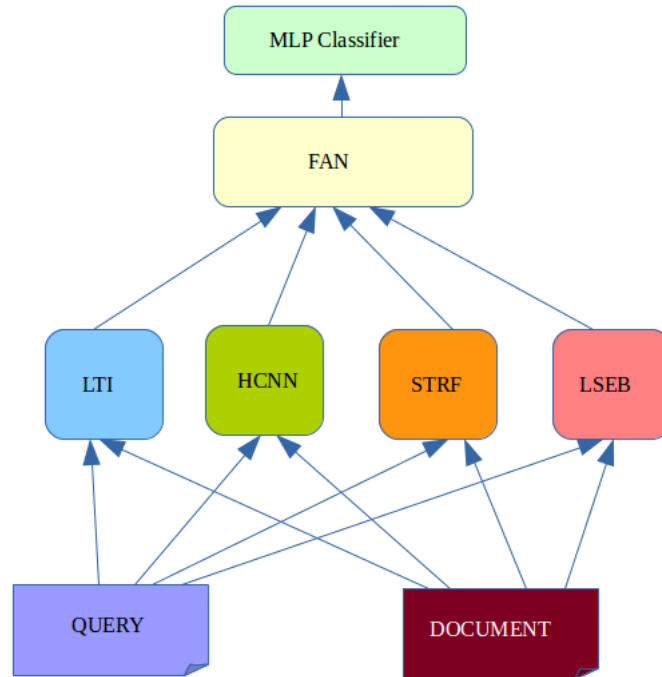 MLP Classifier
FAN
LTI
HCNN
STRF
LSEB
QUERY
DOCUMENT